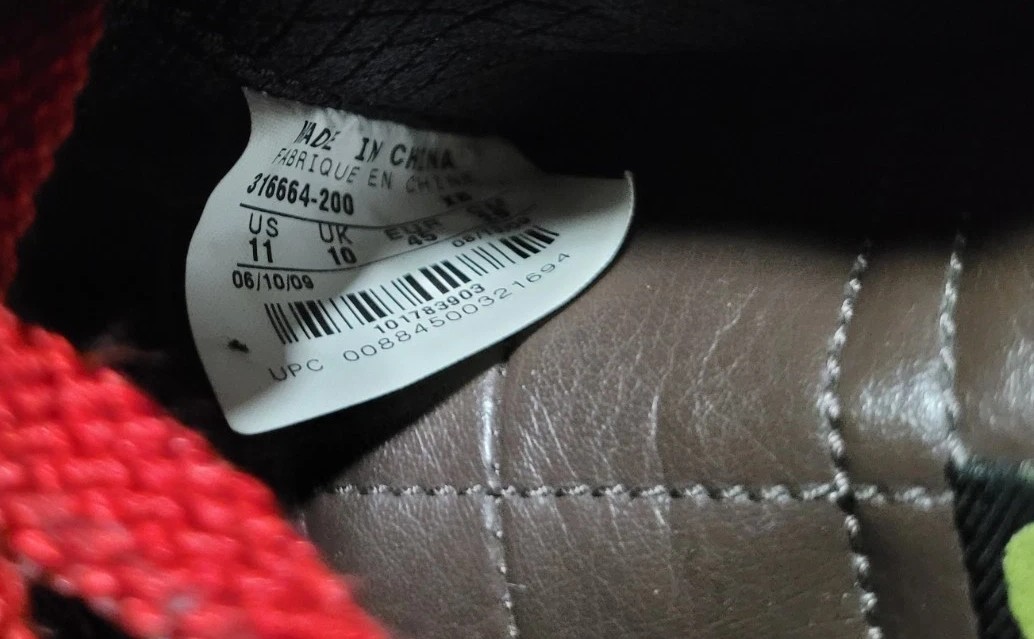 MADE IN CHINA
FABRIQUE EN CHINE
316664-200
US UK EUR
11 10 45
06/10/09
101783903
UPC 00884500321694